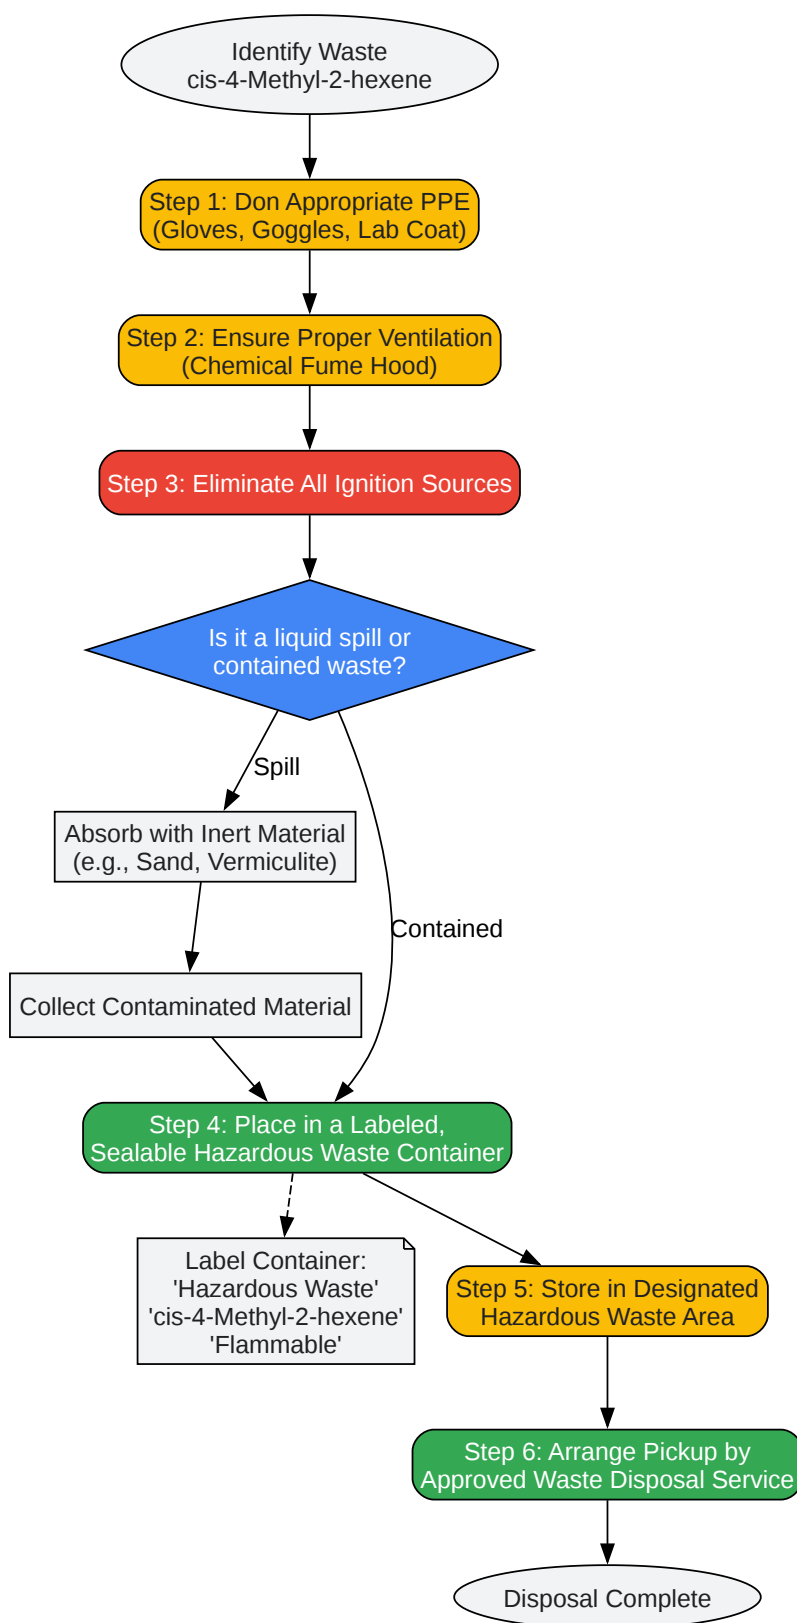 Identify Waste
cis-4-Methyl-2-hexene
Step 1: Don Appropriate PPE
(Gloves, Goggles, Lab Coat)
Step 2: Ensure Proper Ventilation
(Chemical Fume Hood)
Step 3: Eliminate All Ignition Sources
Is it a liquid spill or
contained waste?
Spill
Absorb with Inert Material
(e.g., Sand, Vermiculite)
Contained
Collect Contaminated Material
Step 4: Place in a Labeled,
Sealable Hazardous Waste Container
Label Container:
'Hazardous Waste'
'cis-4-Methyl-2-hexene'
'Flammable'
Step 5: Store in Designated
Hazardous Waste Area
Step 6: Arrange Pickup by
Approved Waste Disposal Service
Disposal Complete